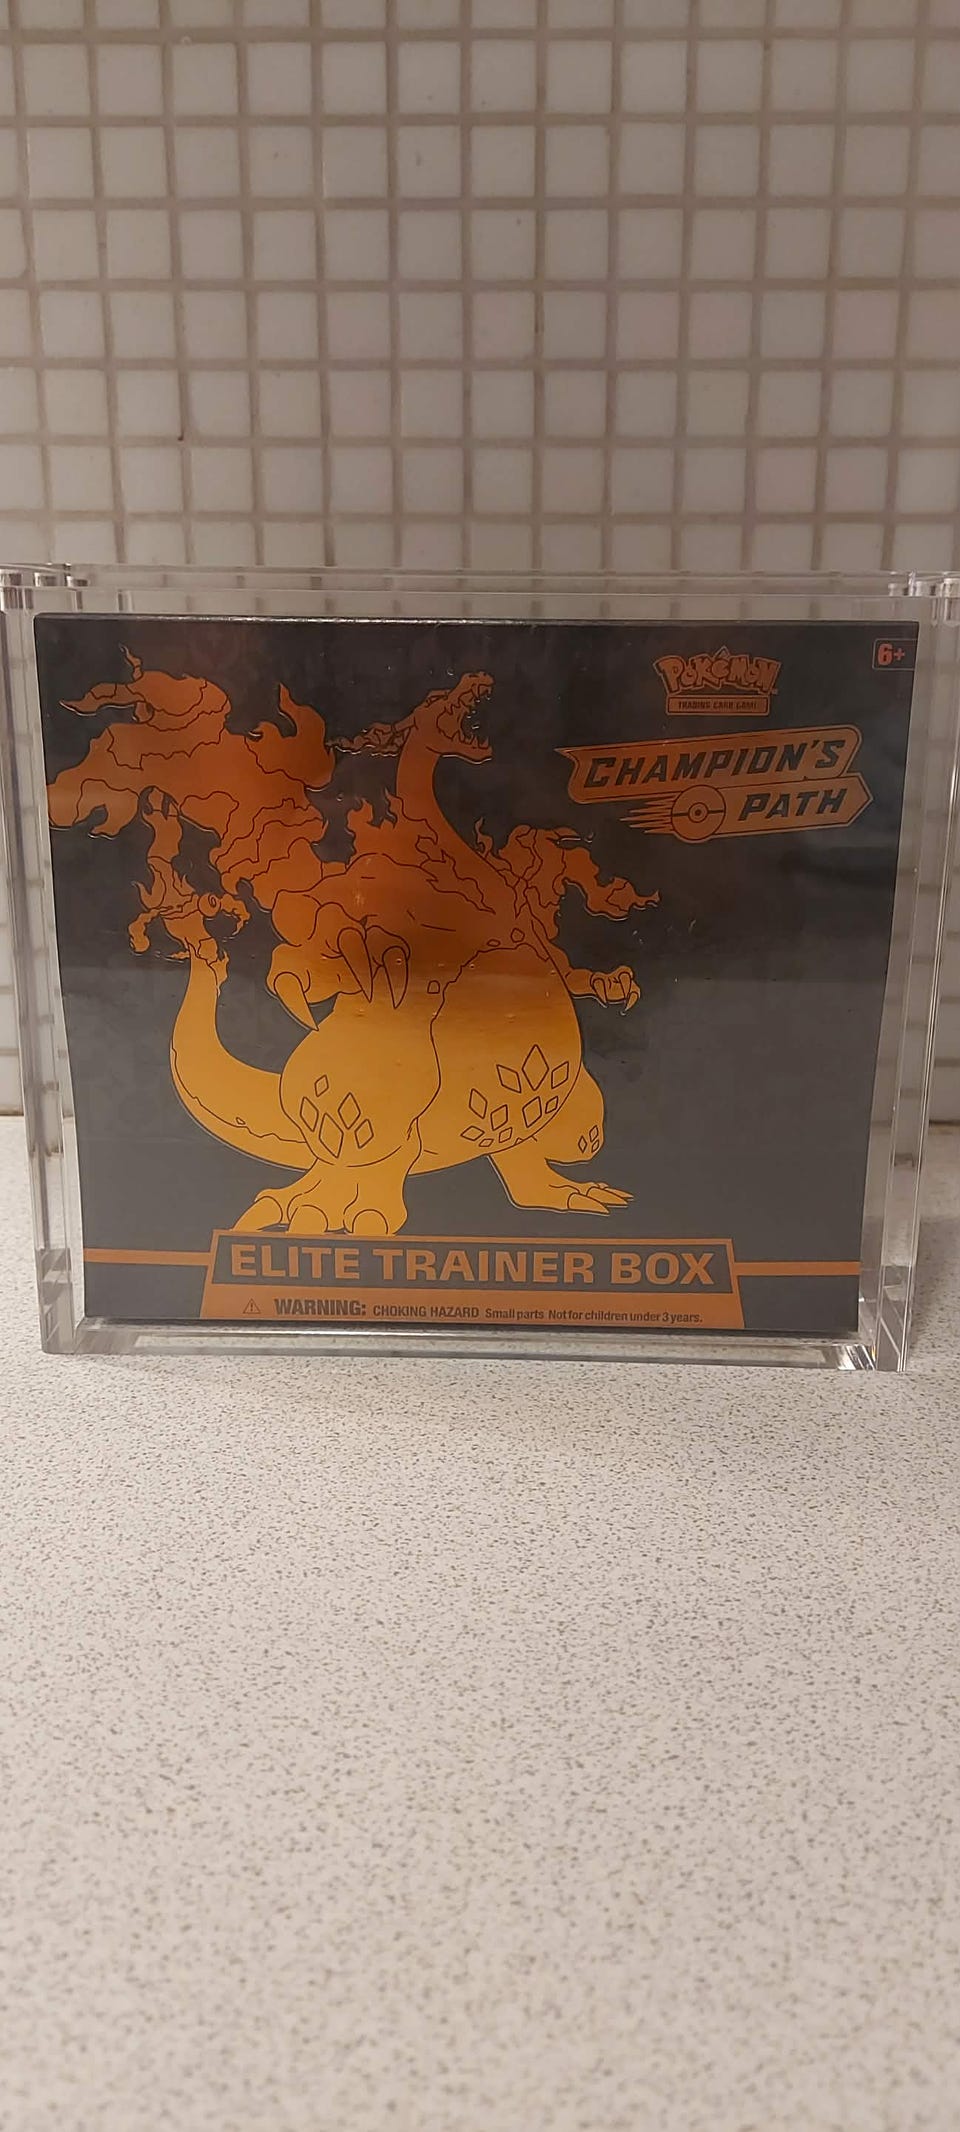 6+
POKéMON
TRADING CARD GAME
CHAMPION'S
PATH
ELITE TRAINER BOX
⚠ WARNING: CHOKING HAZARD Small parts Not for children under 3 years.